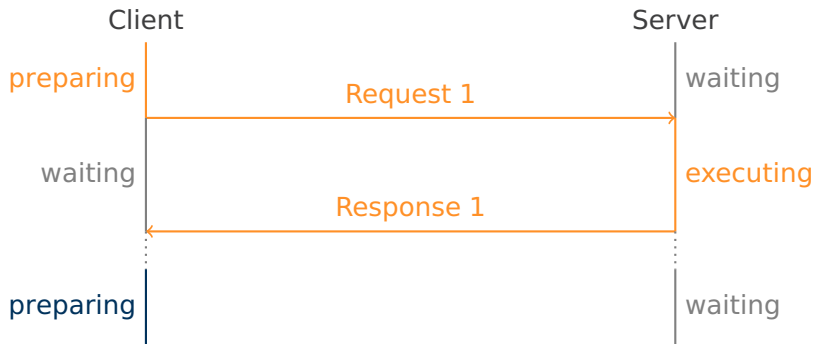 Client
Server
preparing
waiting
Request 1
waiting
executing
Response 1
preparing
waiting